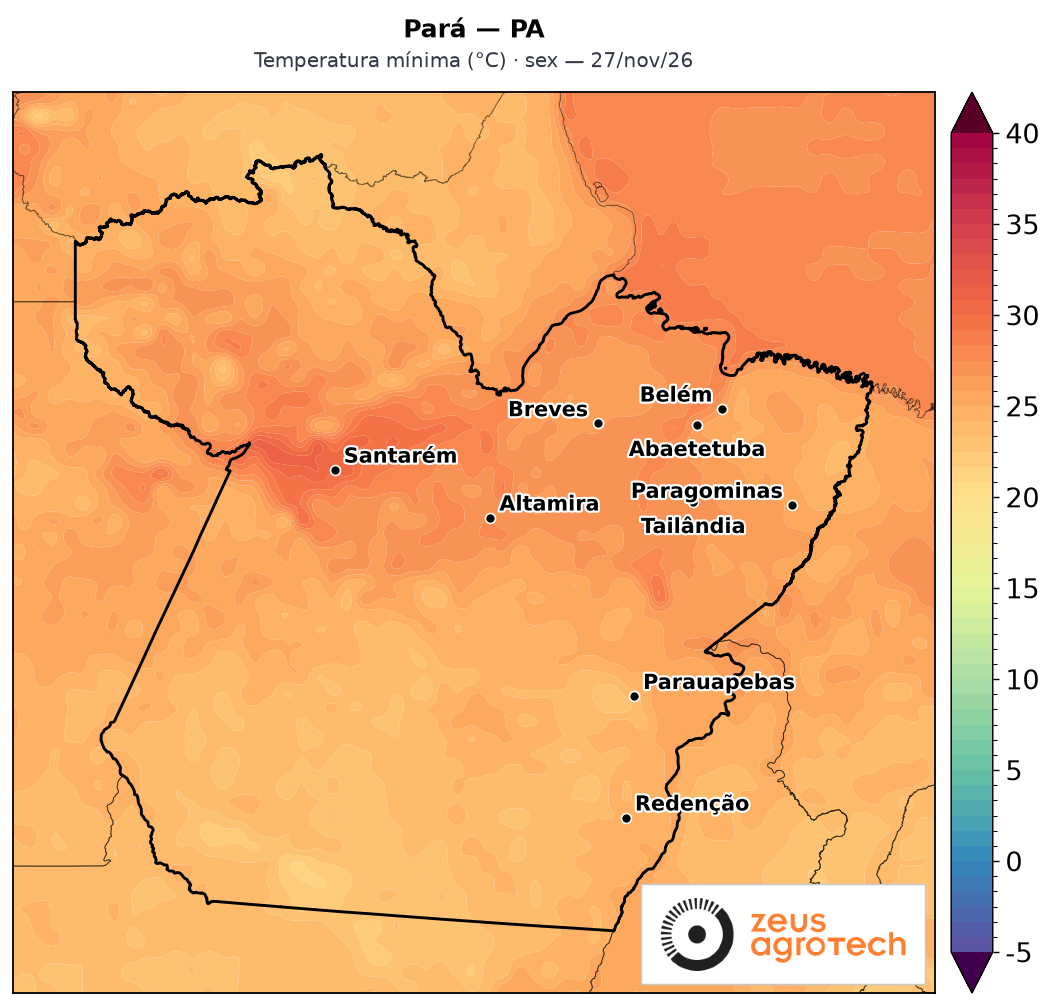 Pará — PA
Temperatura mínima (°C) · sex — 27/nov/26
40
35
30
25
20
15
10
5
0
-5
Belém
Breves
Abaetetuba
Santarém
Paragominas
Altamira
Tailândia
Parauapebas
Redenção
zeus
agrotech